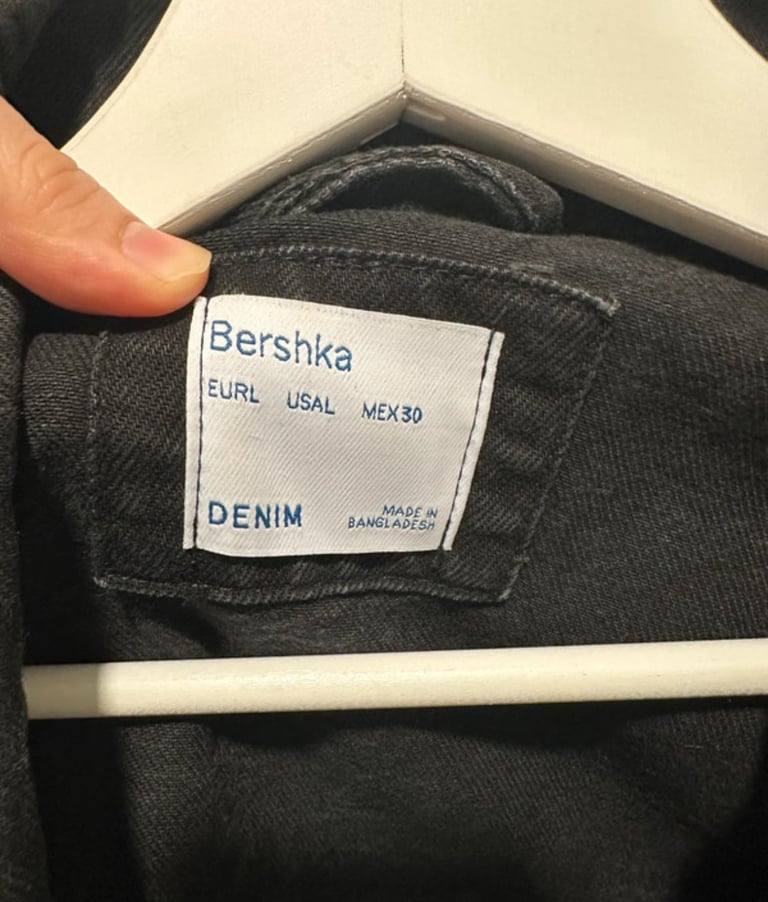 Bershka
EURL USAL MEX30
DENIM
MADE IN
BANGLADESH